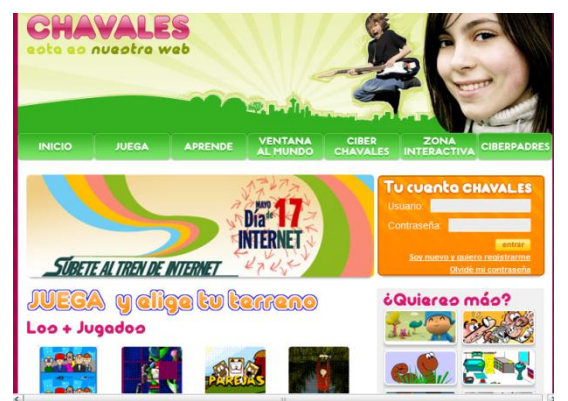 CHAVALES
esta es nuestra web
INICIO
JUEGA
APRENDE
VENTANA
AL MUNDO
CIBER
CHAVALES
ZONA
INTERACTIVA
CIBERPADRES
MAYO
Día de 17
INTERNET
SÚBETE AL TREN DE INTERNET
Tu cuenta CHAVALES
Usuario:
Contraseña:
entrar
Soy nuevo y quiero registrarme
Olvidé mi contraseña
JUEGA y elige tu terreno
Los + Jugados
PAREJAS
¿Quieres más?